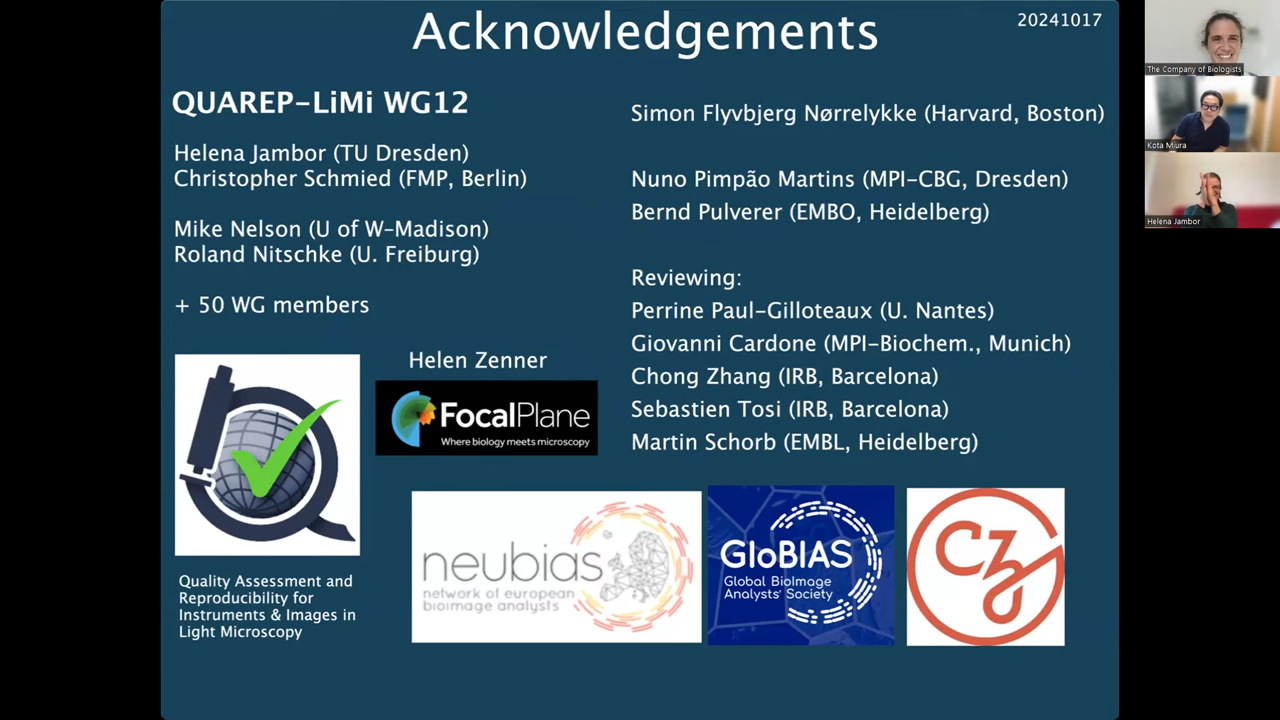 Acknowledgements
20241017
QUAREP-LiMi WG12
Helena Jambor (TU Dresden)
Christopher Schmied (FMP, Berlin)
Mike Nelson (U of W-Madison)
Roland Nitschke (U. Freiburg)
+ 50 WG members
Helen Zenner
FocalPlane
Where biology meets microscopy
Quality Assessment and
Reproducibility for
Instruments & Images in
Light Microscopy
Simon Flyvbjerg Nørrelykke (Harvard, Boston)
Nuno Pimpão Martins (MPI-CBG, Dresden)
Bernd Pulverer (EMBO, Heidelberg)
Reviewing:
Perrine Paul-Gilloteaux (U. Nantes)
Giovanni Cardone (MPI-Biochem., Munich)
Chong Zhang (IRB, Barcelona)
Sebastien Tosi (IRB, Barcelona)
Martin Schorb (EMBL, Heidelberg)
neubias
network of european
bioimage analysts
GloBIAS
Global BioImage
Analysts' Society
CZ
The Company of Biologists
Kota Miura
Helena Jambor